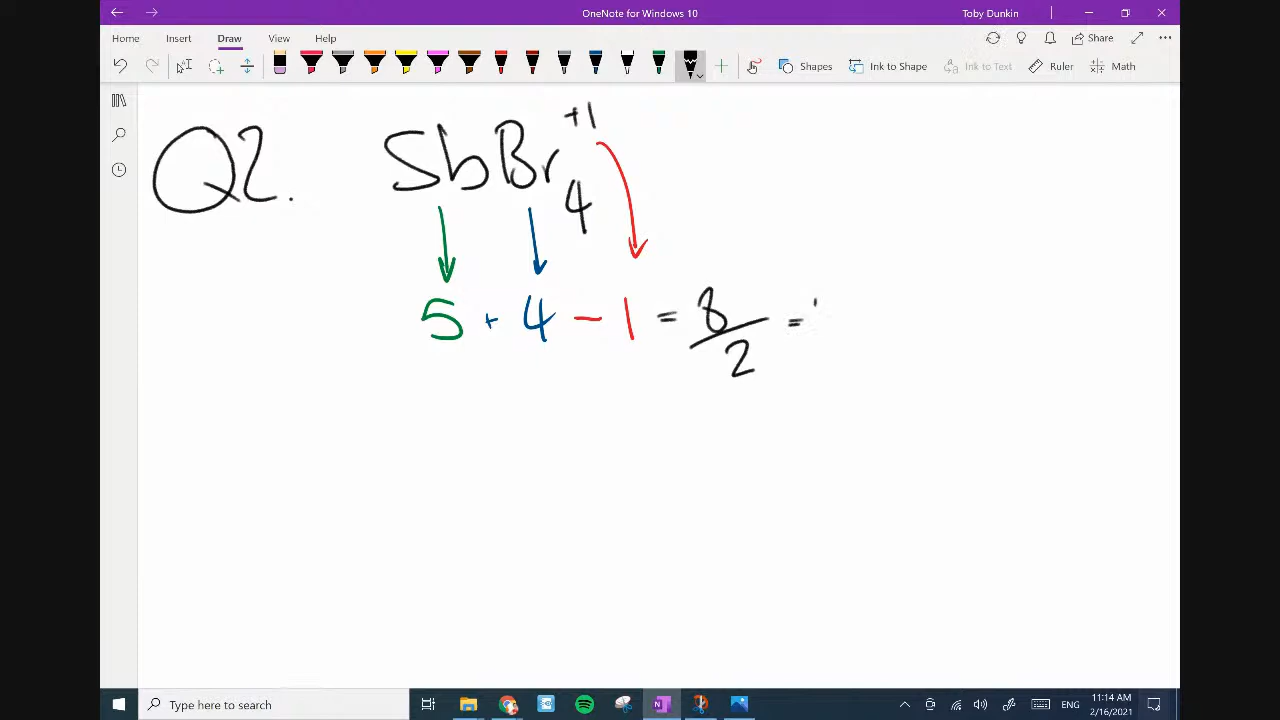 OneNote for Windows 10
Toby Dunkin
Home Insert Draw View Help
Share
Shapes Ink to Shape Ink to Text Ruler Math
Q2. SbBr4+1
5 + 4 - 1 = 8/2 =
Type here to search
ENG
11:14 AM
2/16/2021